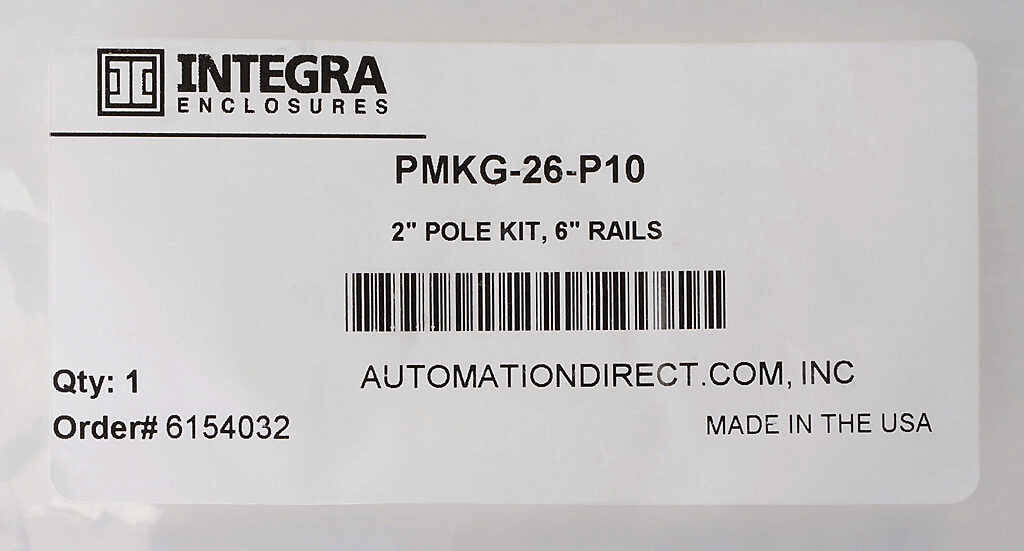 INTEGRA
ENCLOSURES
PMKG-26-P10
2" POLE KIT, 6" RAILS
Qty: 1
AUTOMATIONDIRECT.COM, INC
Order# 6154032
MADE IN THE USA